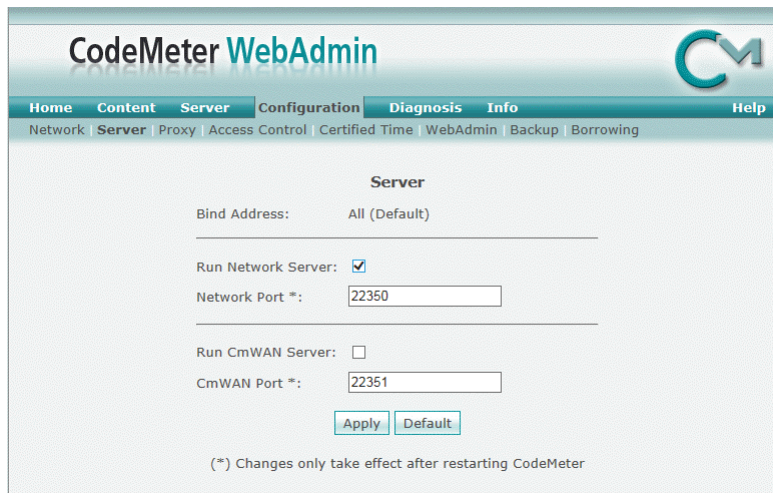 CodeMeter WebAdmin
CM
Home Content Server Configuration Diagnosis Info Help
Network | Server | Proxy | Access Control | Certified Time | WebAdmin | Backup | Borrowing
Server
Bind Address: All (Default)
Run Network Server:
Network Port *: 22350
Run CmWAN Server:
CmWAN Port *: 22351
Apply Default
(*) Changes only take effect after restarting CodeMeter